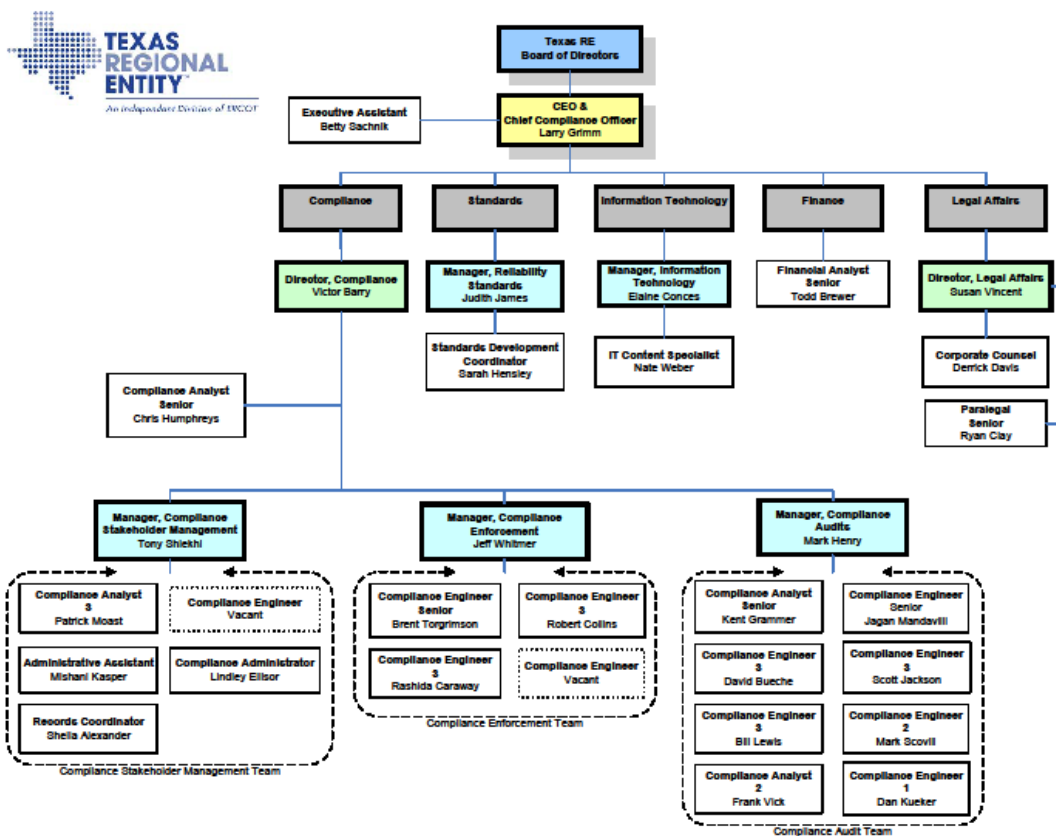 TEXAS
REGIONAL
ENTITY™
An Independent Division of ERCOT
Texas RE
Board of Directors
CEO &
Chief Compliance Officer
Larry Grimm
Executive Assistant
Betty Sachnik
Compliance
Standards
Information Technology
Finance
Legal Affairs
Director, Compliance
Victor Barry
Manager, Reliability
Standards
Judith James
Manager, Information
Technology
Elaine Conces
Financial Analyst
Senior
Todd Brewer
Director, Legal Affairs
Susan Vincent
Standards Development
Coordinator
Sarah Hensley
IT Content Specialist
Nate Weber
Corporate Counsel
Derrick Davis
Compliance Analyst
Senior
Chris Humphreys
Paralegal
Senior
Ryan Clay
Manager, Compliance
Stakeholder Management
Tony Shiekhi
Manager, Compliance
Enforcement
Jeff Whitmer
Manager, Compliance
Audits
Mark Henry
Compliance Analyst
3
Patrick Moast
Compliance Engineer
Vacant
Administrative Assistant
Mishani Kasper
Compliance Administrator
Lindley Ellisor
Records Coordinator
Sheila Alexander
Compliance Stakeholder Management Team
Compliance Engineer
Senior
Brent Torgrimson
Compliance Engineer
3
Robert Collins
Compliance Engineer
3
Rashida Caraway
Compliance Engineer
Vacant
Compliance Enforcement Team
Compliance Analyst
Senior
Kent Grammer
Compliance Engineer
Senior
Jagan Mandavilli
Compliance Engineer
3
David Bueche
Compliance Engineer
3
Scott Jackson
Compliance Engineer
3
Bill Lewis
Compliance Engineer
2
Mark Scovill
Compliance Analyst
2
Frank Vick
Compliance Engineer
1
Dan Kueker
Compliance Audit Team